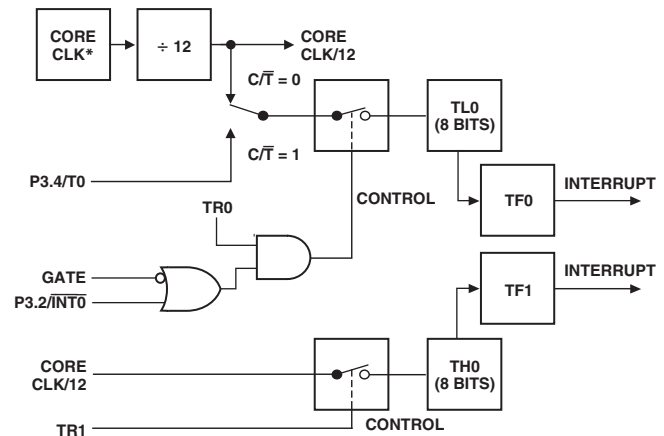 CORE
CLK*
÷ 12
CORE
CLK/12
C/T̅ = 0
TL0
(8 BITS)
C/T̅ = 1
P3.4/T0
TF0
INTERRUPT
CONTROL
TR0
GATE
P3.2/I̅N̅T̅0̅
TF1
INTERRUPT
CORE
CLK/12
TH0
(8 BITS)
CONTROL
TR1